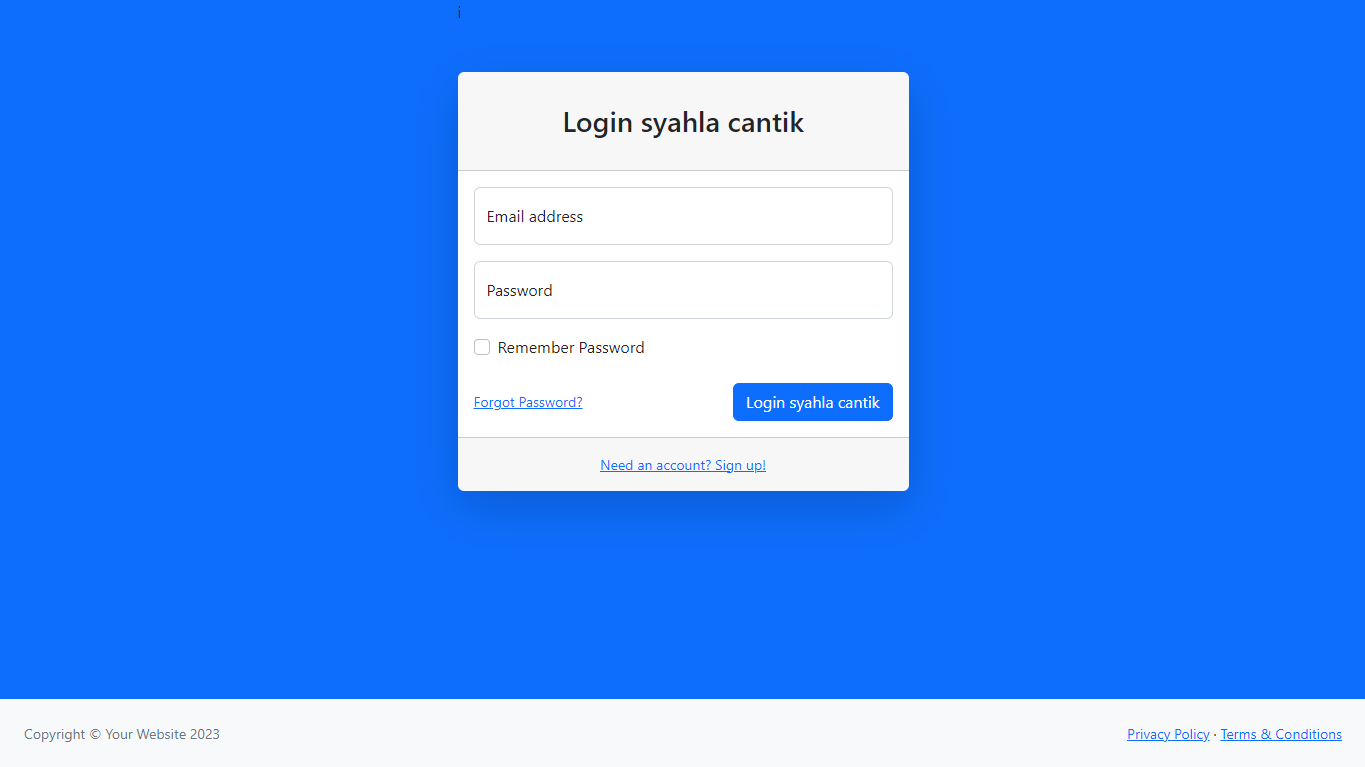 i
Login syahla cantik
Email address
Password
Remember Password
Forgot Password?
Login syahla cantik
Need an account? Sign up!
Copyright © Your Website 2023
Privacy Policy · Terms & Conditions